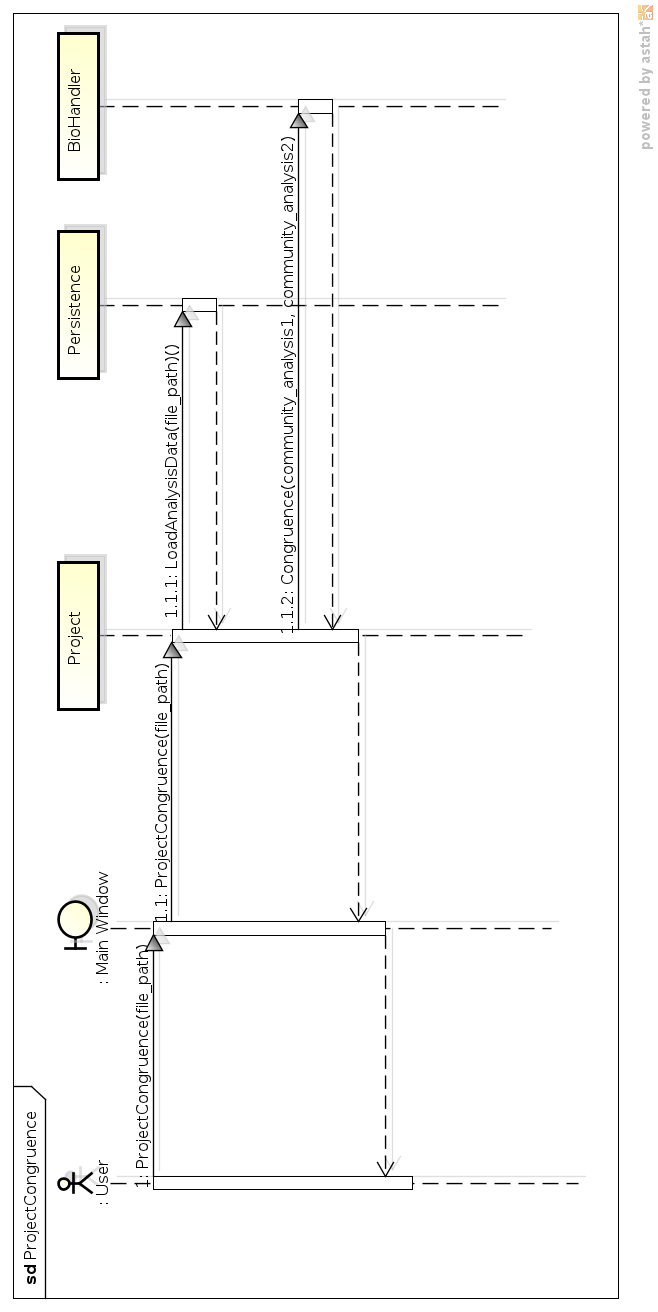 sd ProjectCongruence
: User
: Main Window
Project
Persistence
BioHandler
1: ProjectCongruence(file_path)
1.1: ProjectCongruence(file_path)
1.1.1: LoadAnalysisData(file_path)()
1.1.2: Congruence(community_analysis1, community_analysis2)
powered by astah*